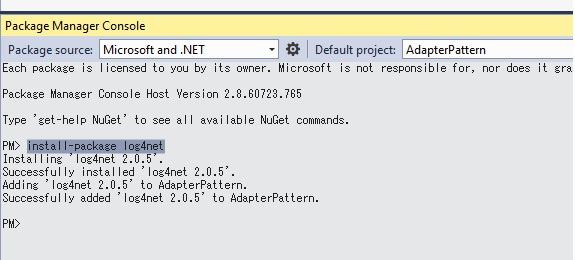 Package Manager Console
Package source: Microsoft and .NET Default project: AdapterPattern
Each package is licensed to you by its owner. Microsoft is not responsible for, nor does it gra
Package Manager Console Host Version 2.8.60723.765
Type 'get-help NuGet' to see all available NuGet commands.
PM> install-package log4net
Installing 'log4net 2.0.5'.
Successfully installed 'log4net 2.0.5'.
Adding 'log4net 2.0.5' to AdapterPattern.
Successfully added 'log4net 2.0.5' to AdapterPattern.
PM>